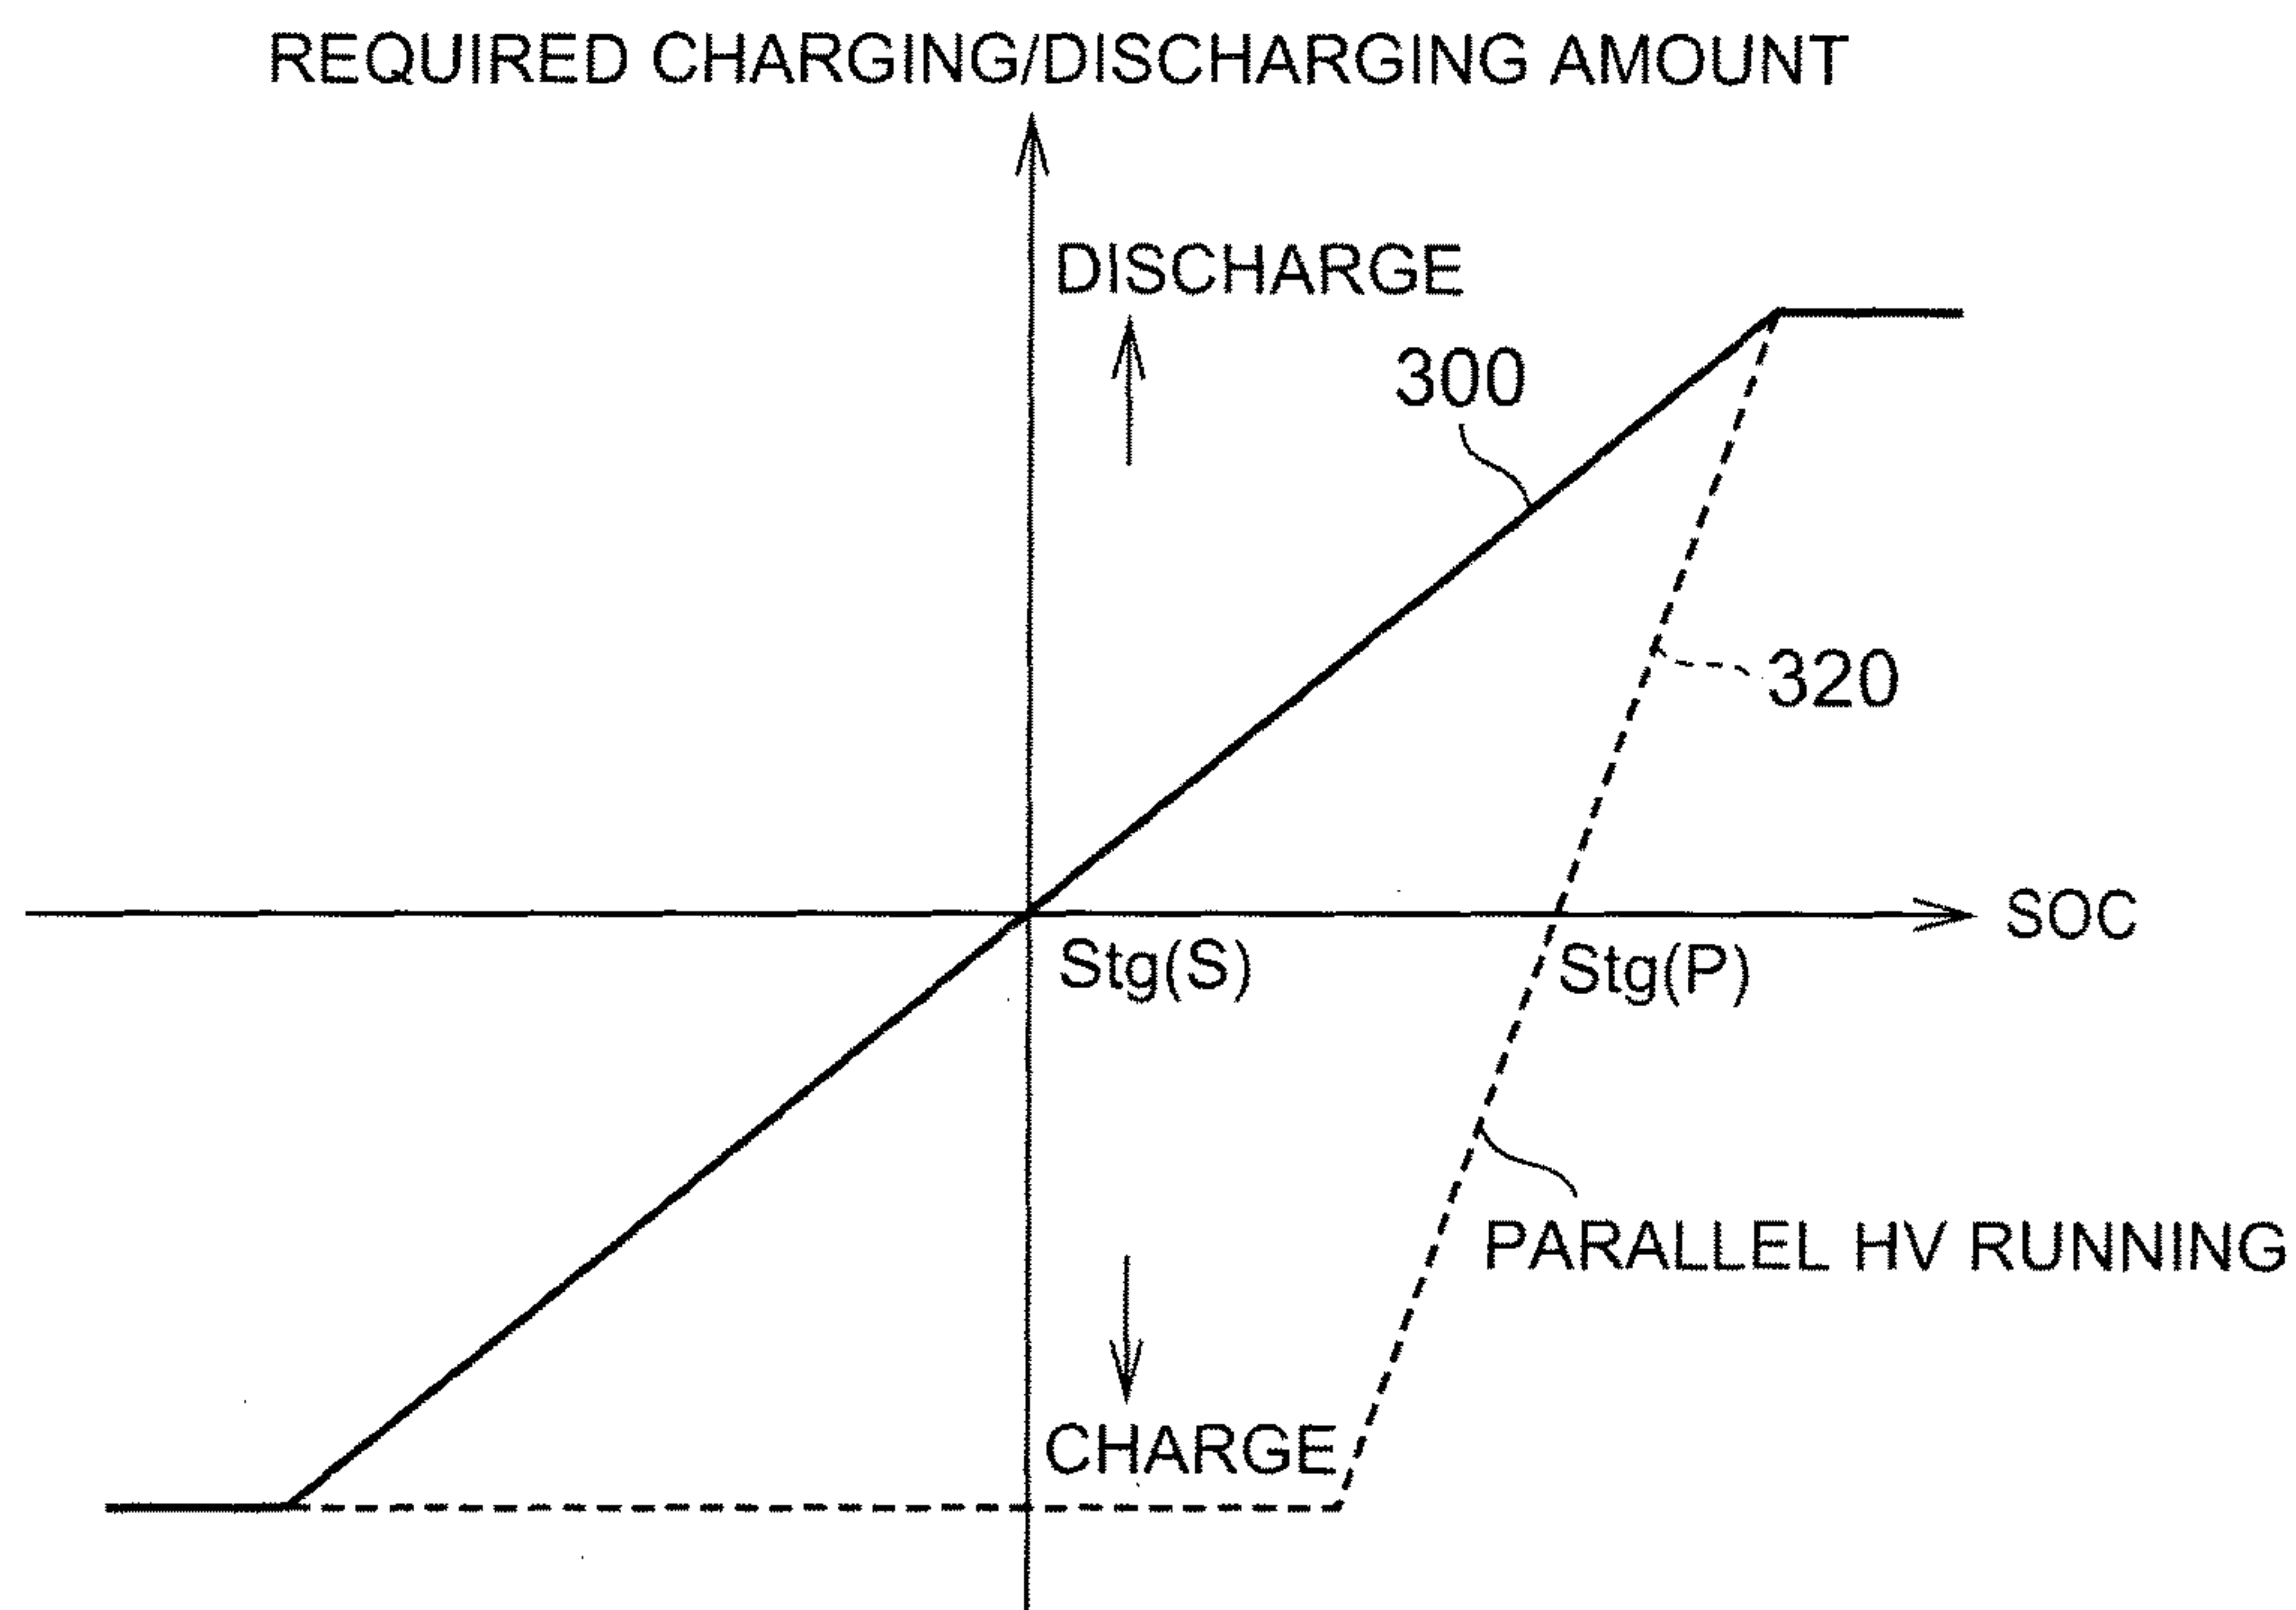 REQUIRED CHARGING/DISCHARGING AMOUNT
DISCHARGE
300
320
SOC
Stg(S)
Stg(P)
PARALLEL HV RUNNING
CHARGE